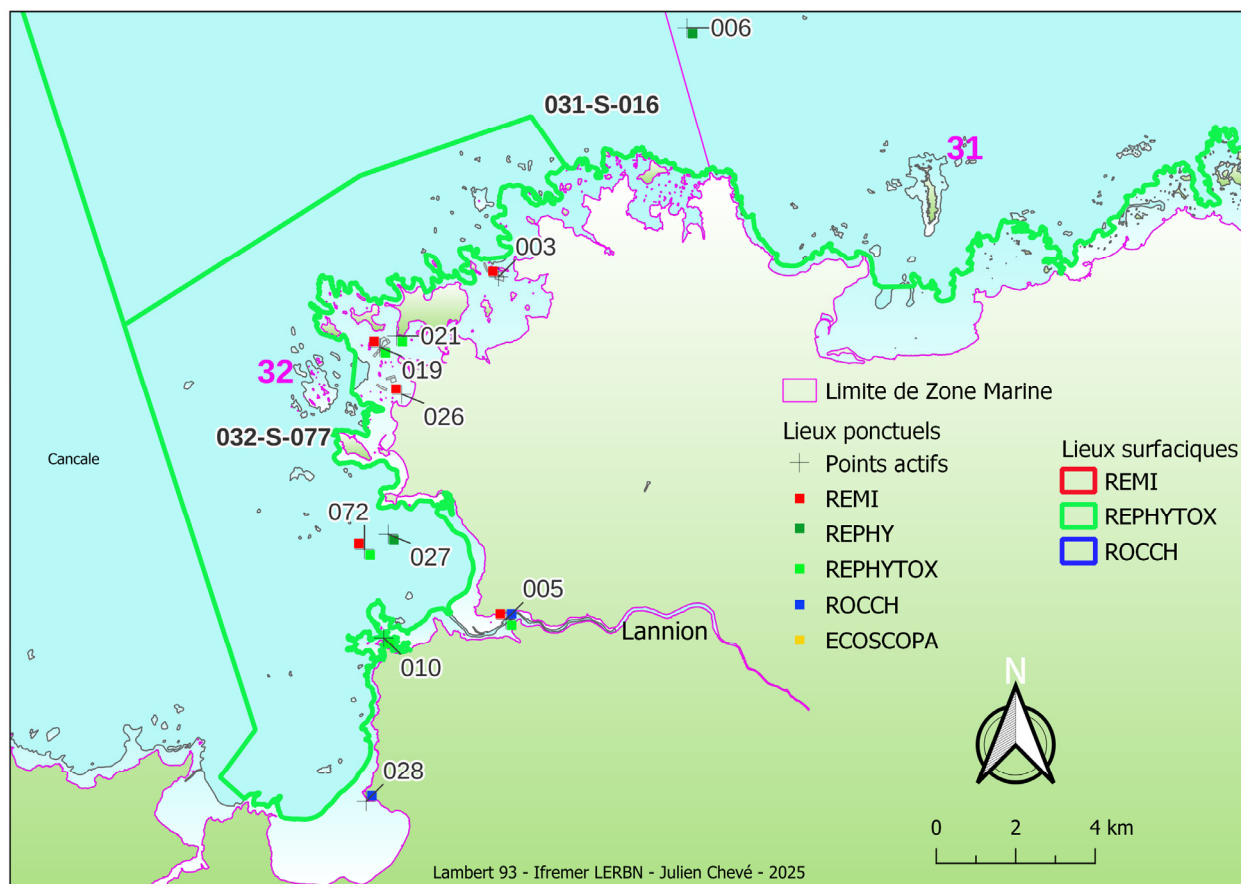 006
031-S-016
31
003
021
019
32
026
032-S-077
Cancale
072
027
005
Lannion
010
028
Limite de Zone Marine
Lieux ponctuels
Points actifs
REMI
REPHY
REPHYTOX
ROCCH
ECOSCOPA
Lieux surfaciques
REMI
REPHYTOX
ROCCH
N
0 2 4 km
Lambert 93 - Ifremer LERBN - Julien Chevé - 2025